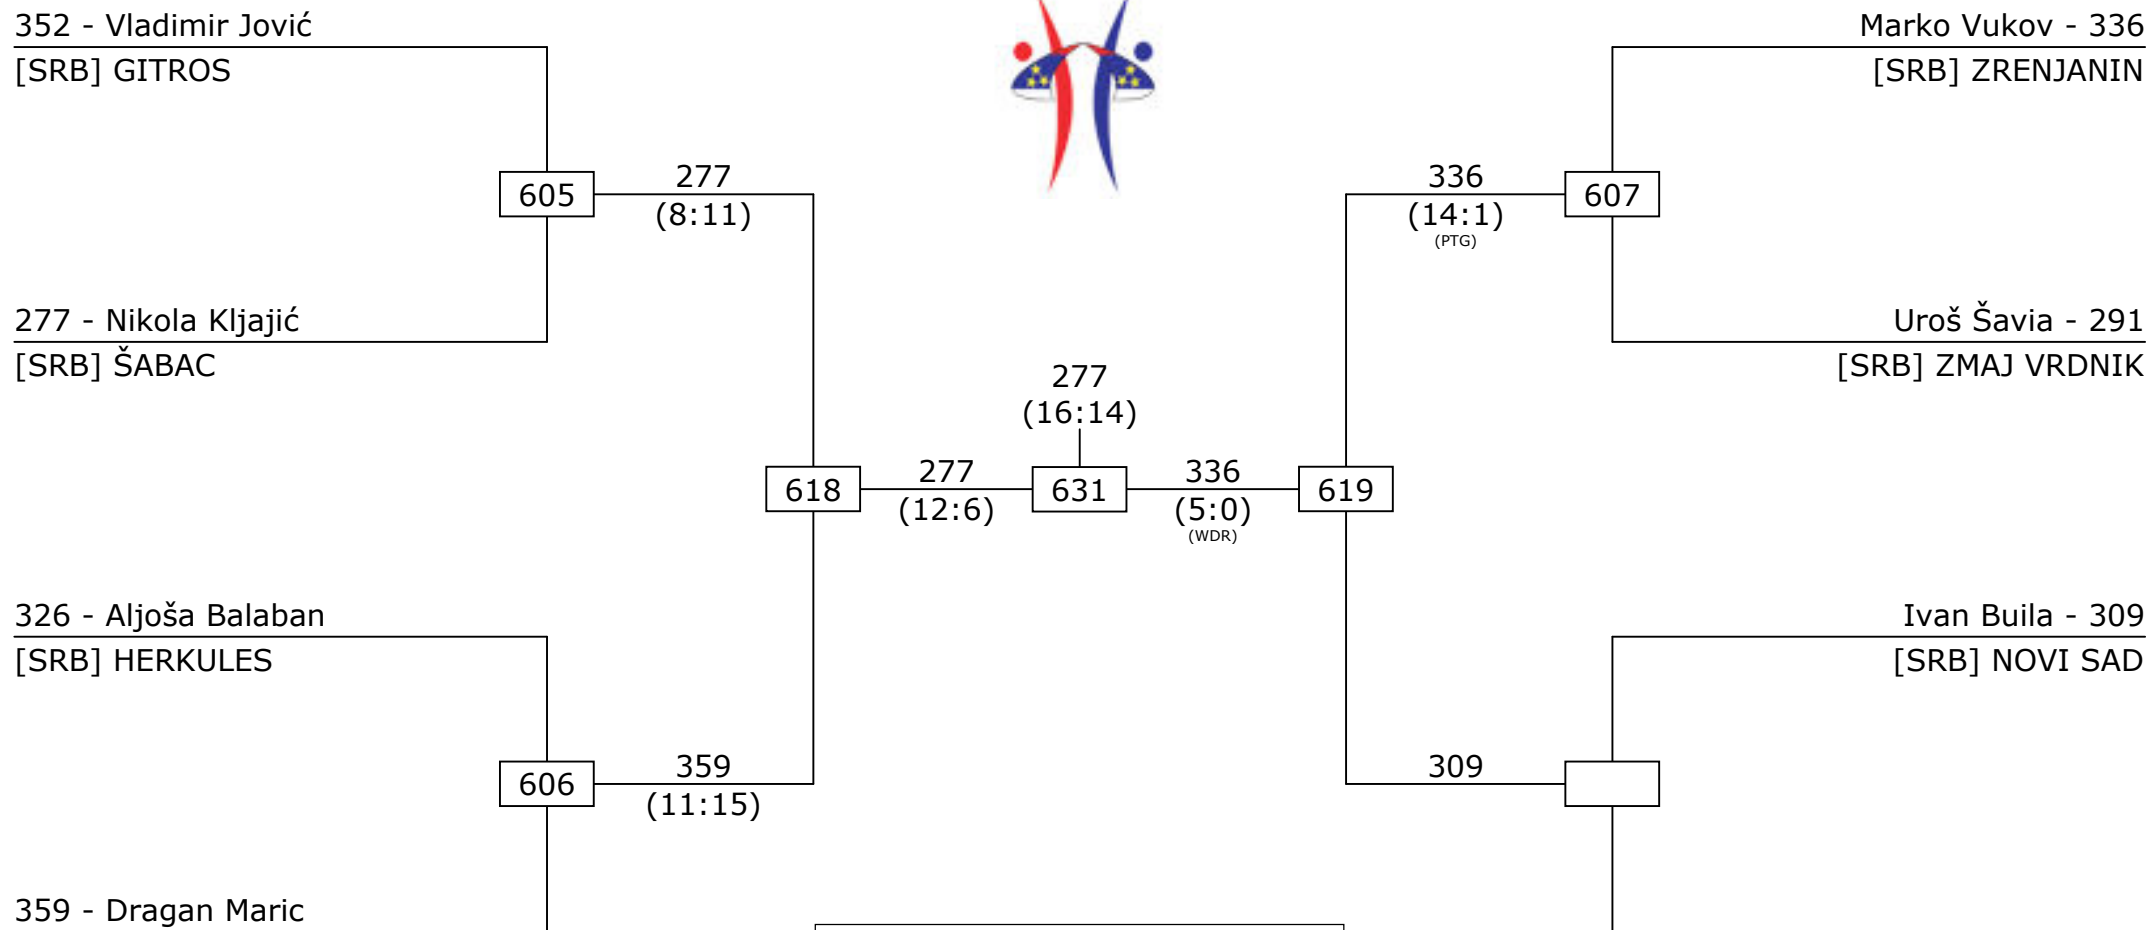 352 - Vladimir Jović
[SRB] GITROS
Marko Vukov - 336
[SRB] ZRENJANIN
605
277
(8:11)
336
(14:1)
(PTG)
607
277 - Nikola Kljajić
[SRB] ŠABAC
Uroš Šavia - 291
[SRB] ZMAJ VRDNIK
277
(16:14)
618
277
(12:6)
631
336
(5:0)
(WDR)
619
326 - Aljoša Balaban
[SRB] HERKULES
Ivan Buila - 309
[SRB] NOVI SAD
606
359
(11:15)
309
359 - Dragan Maric